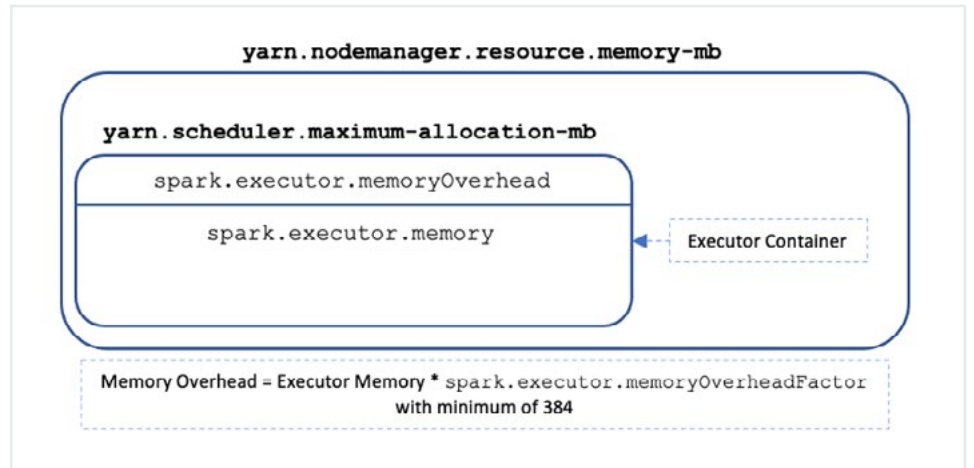 yarn.nodemanager.resource.memory-mb
yarn.scheduler.maximum-allocation-mb
spark.executor.memoryOverhead
spark.executor.memory
Executor Container
Memory Overhead = Executor Memory * spark.executor.memoryOverheadFactor
with minimum of 384